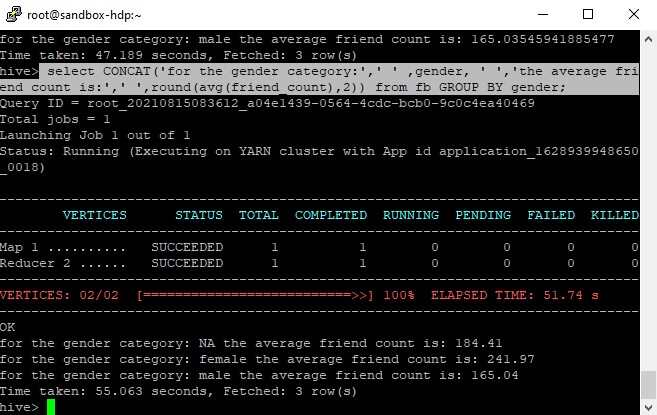 root@sandbox-hdp:~
for the gender category: male the average friend count is: 165.03545941885477
Time taken: 47.189 seconds, Fetched: 3 row(s)
hive> select CONCAT('for the gender category:',' ' ,gender, ' ','the average fri
end count is:',' ',round(avg(friend_count),2)) from fb GROUP BY gender;
Query ID = root_20210815083612_a04e1439-0564-4cdc-bcb0-9c0c4ea40469
Total jobs = 1
Launching Job 1 out of 1
Status: Running (Executing on YARN cluster with App id application_1628939948650
_0018)
--------------------------------------------------------------------------------
VERTICES STATUS TOTAL COMPLETED RUNNING PENDING FAILED KILLED
--------------------------------------------------------------------------------
Map 1 .......... SUCCEEDED 1 1 0 0 0 0
Reducer 2 ...... SUCCEEDED 1 1 0 0 0 0
--------------------------------------------------------------------------------
VERTICES: 02/02 [==========================>>] 100% ELAPSED TIME: 51.74 s
--------------------------------------------------------------------------------
OK
for the gender category: NA the average friend count is: 184.41
for the gender category: female the average friend count is: 241.97
for the gender category: male the average friend count is: 165.04
Time taken: 55.063 seconds, Fetched: 3 row(s)
hive>